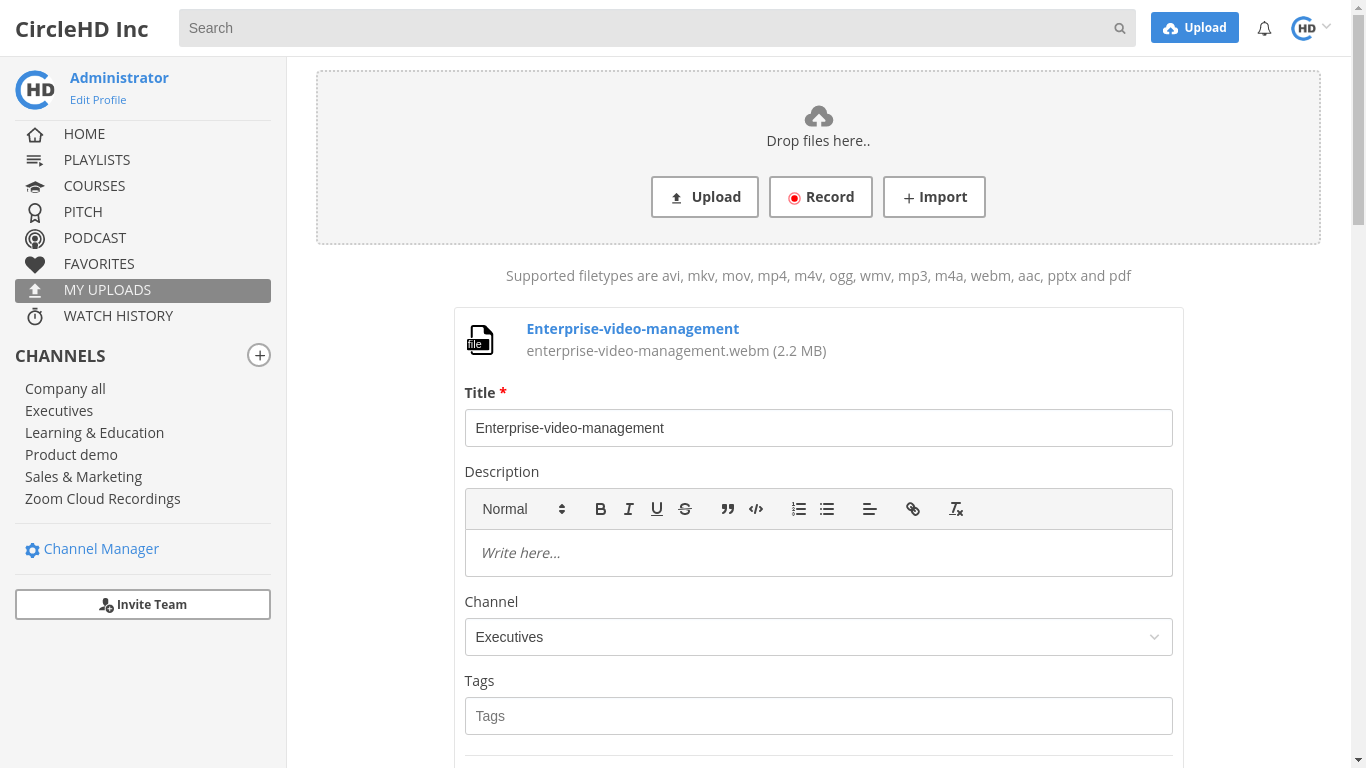 CircleHD Inc
Search
Upload
HD
HD
Administrator
Edit Profile
HOME
PLAYLISTS
COURSES
PITCH
PODCAST
FAVORITES
MY UPLOADS
WATCH HISTORY
CHANNELS
Company all
Executives
Learning & Education
Product demo
Sales & Marketing
Zoom Cloud Recordings
Channel Manager
Invite Team
Drop files here..
Upload
Record
Import
Supported filetypes are avi, mkv, mov, mp4, m4v, ogg, wmv, mp3, m4a, webm, aac, pptx and pdf
file
Enterprise-video-management
enterprise-video-management.webm (2.2 MB)
Title *
Enterprise-video-management
Description
Normal
Write here...
Channel
Executives
Tags
Tags